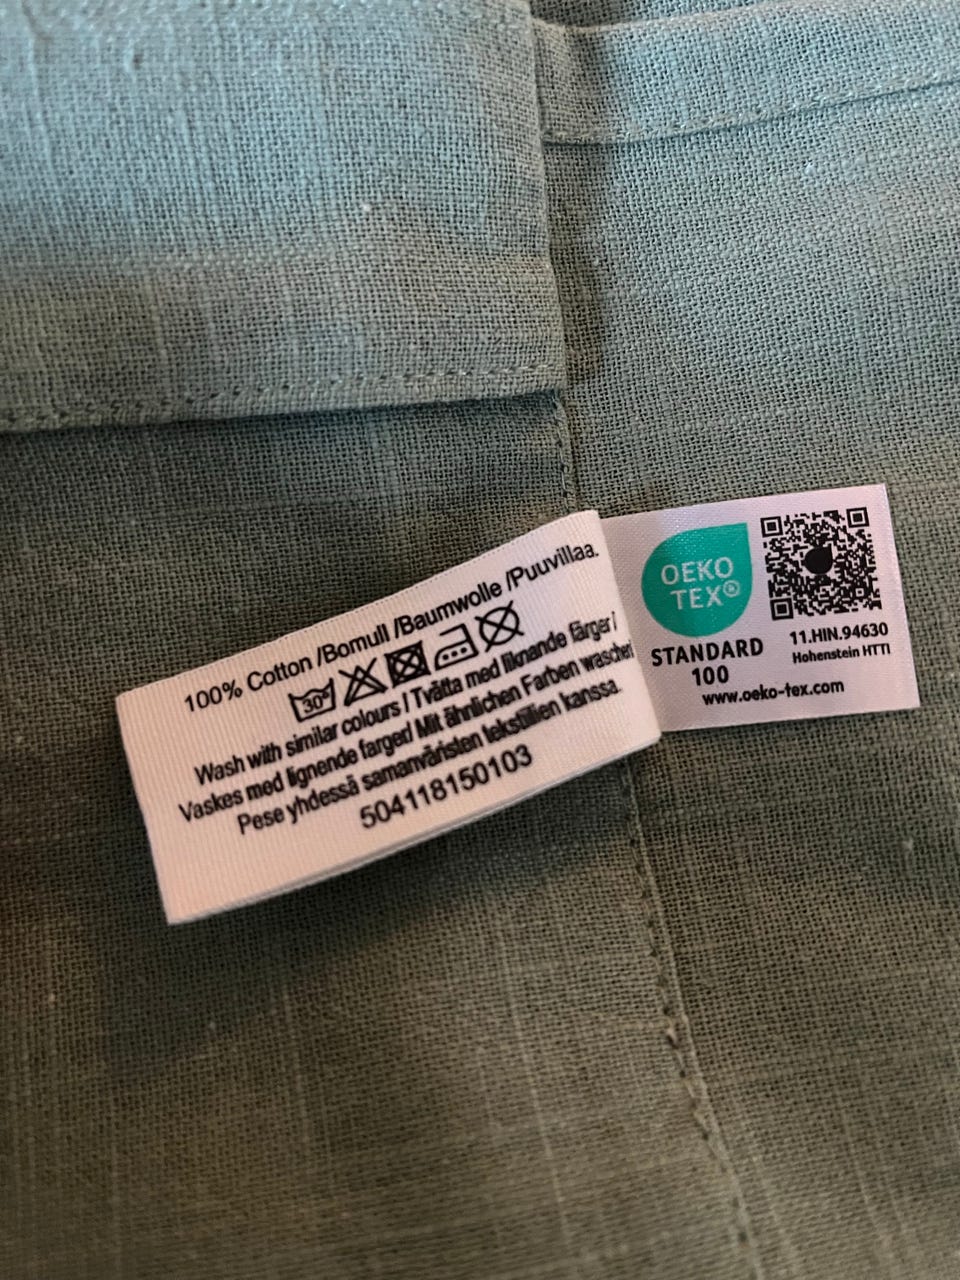 100% Cotton /Bomull /Baumwolle /Puuvillaa.
30°
Wash with similar colours / Tvätta med liknande färger /
Vaskes med lignende farger/ Mit ähnlichen Farben waschen
Pese yhdessä samanväristen tekstiilien kanssa.
504118150103
OEKO
TEX®
STANDARD
100
11.HIN.94630
Hohenstein HTTI
www.oeko-tex.com